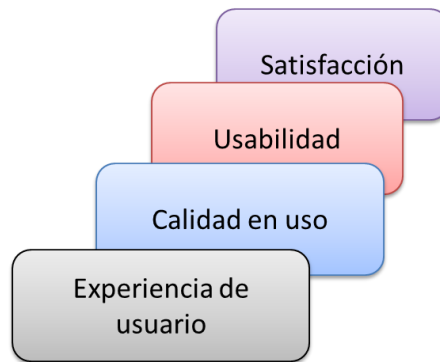 Satisfacción
Usabilidad
Calidad en uso
Experiencia de
usuario